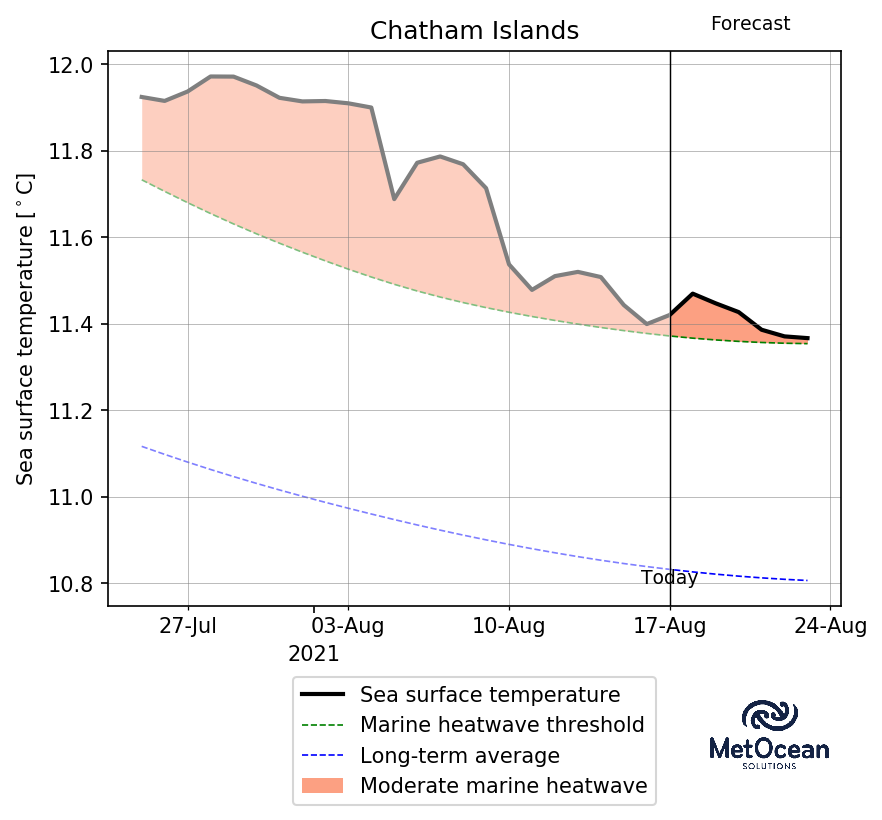 Forecast
Chatham Islands
Sea surface temperature [°C]
12.0
11.8
11.6
11.4
11.2
11.0
10.8
Today
27-Jul 03-Aug 10-Aug 17-Aug 24-Aug
2021
Sea surface temperature
Marine heatwave threshold
Long-term average
Moderate marine heatwave
MetOcean
SOLUTIONS